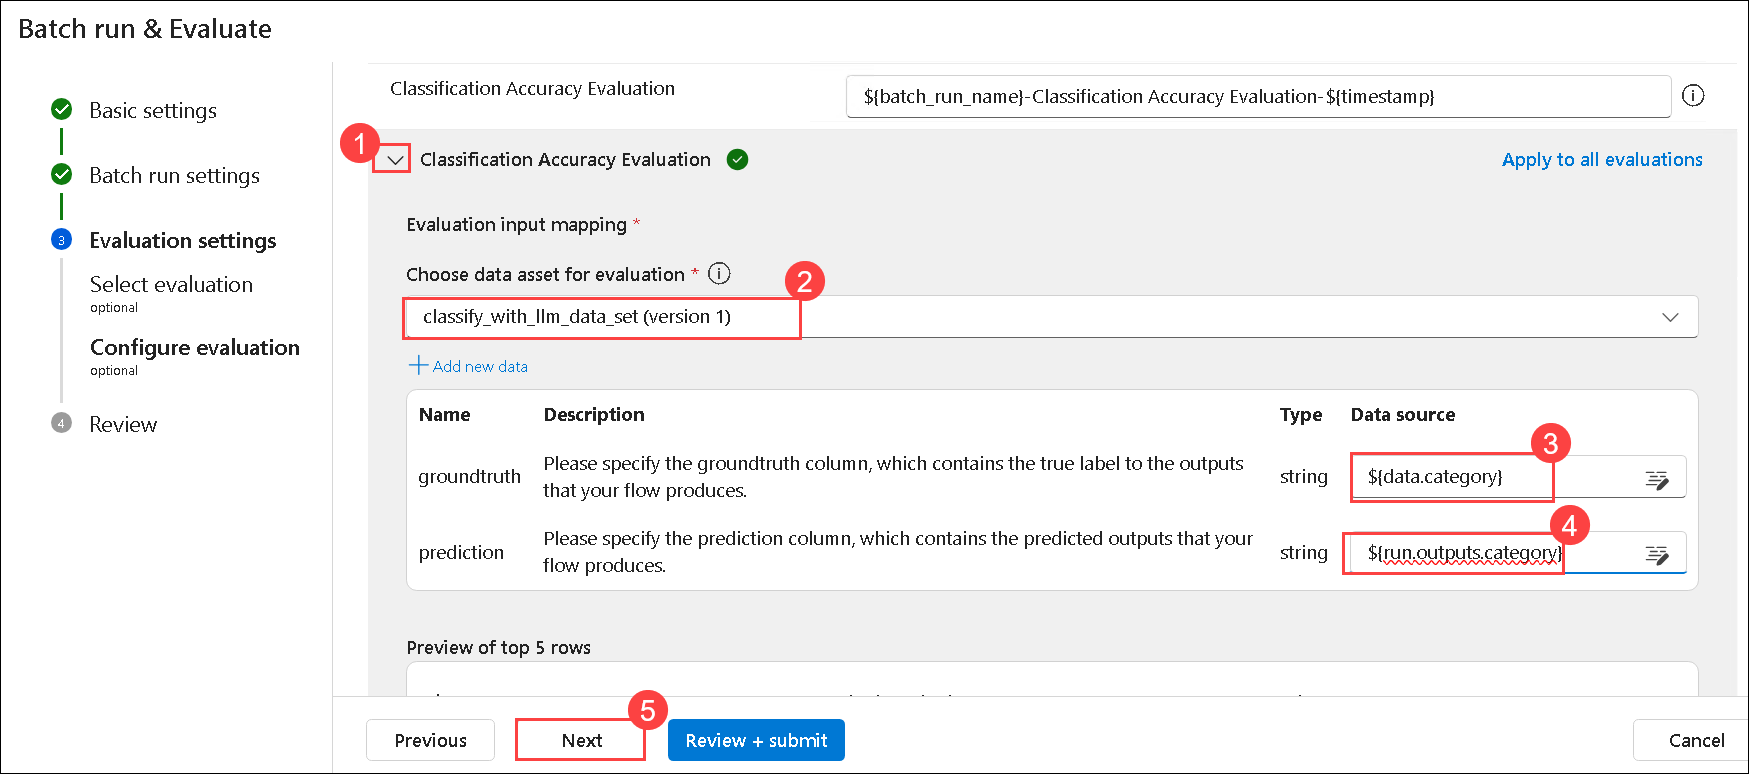 Batch run & Evaluate
Basic settings
Batch run settings
3 Evaluation settings
Select evaluation
optional
Configure evaluation
optional
4 Review
Classification Accuracy Evaluation
${batch_run_name}-Classification Accuracy Evaluation-${timestamp}
1
Classification Accuracy Evaluation
Apply to all evaluations
Evaluation input mapping *
Choose data asset for evaluation *
2
classify_with_llm_data_set (version 1)
Add new data
Name Description Type Data source
3
groundtruth Please specify the groundtruth column, which contains the true label to the outputs
that your flow produces.
string ${data.category}
4
prediction Please specify the prediction column, which contains the predicted outputs that your
flow produces.
string ${run.outputs.category}
Preview of top 5 rows
5
Previous Next Review + submit Cancel